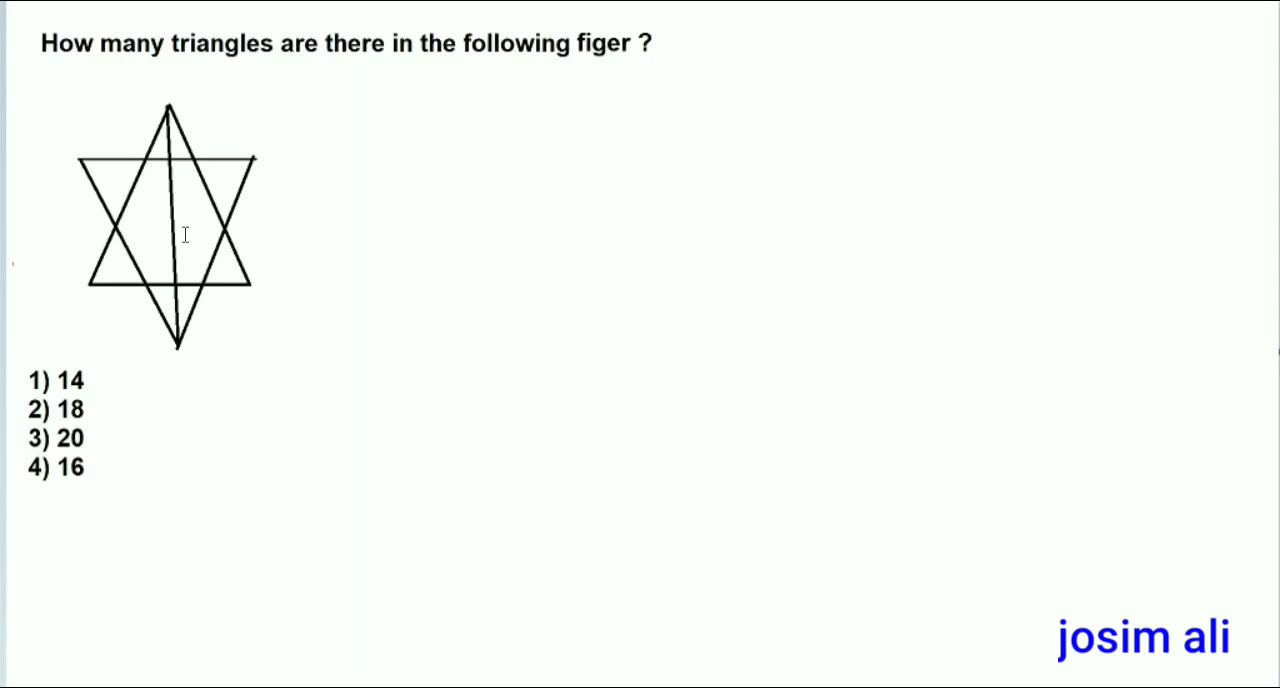 How many triangles are there in the following figer ?
1) 14
2) 18
3) 20
4) 16
josim ali